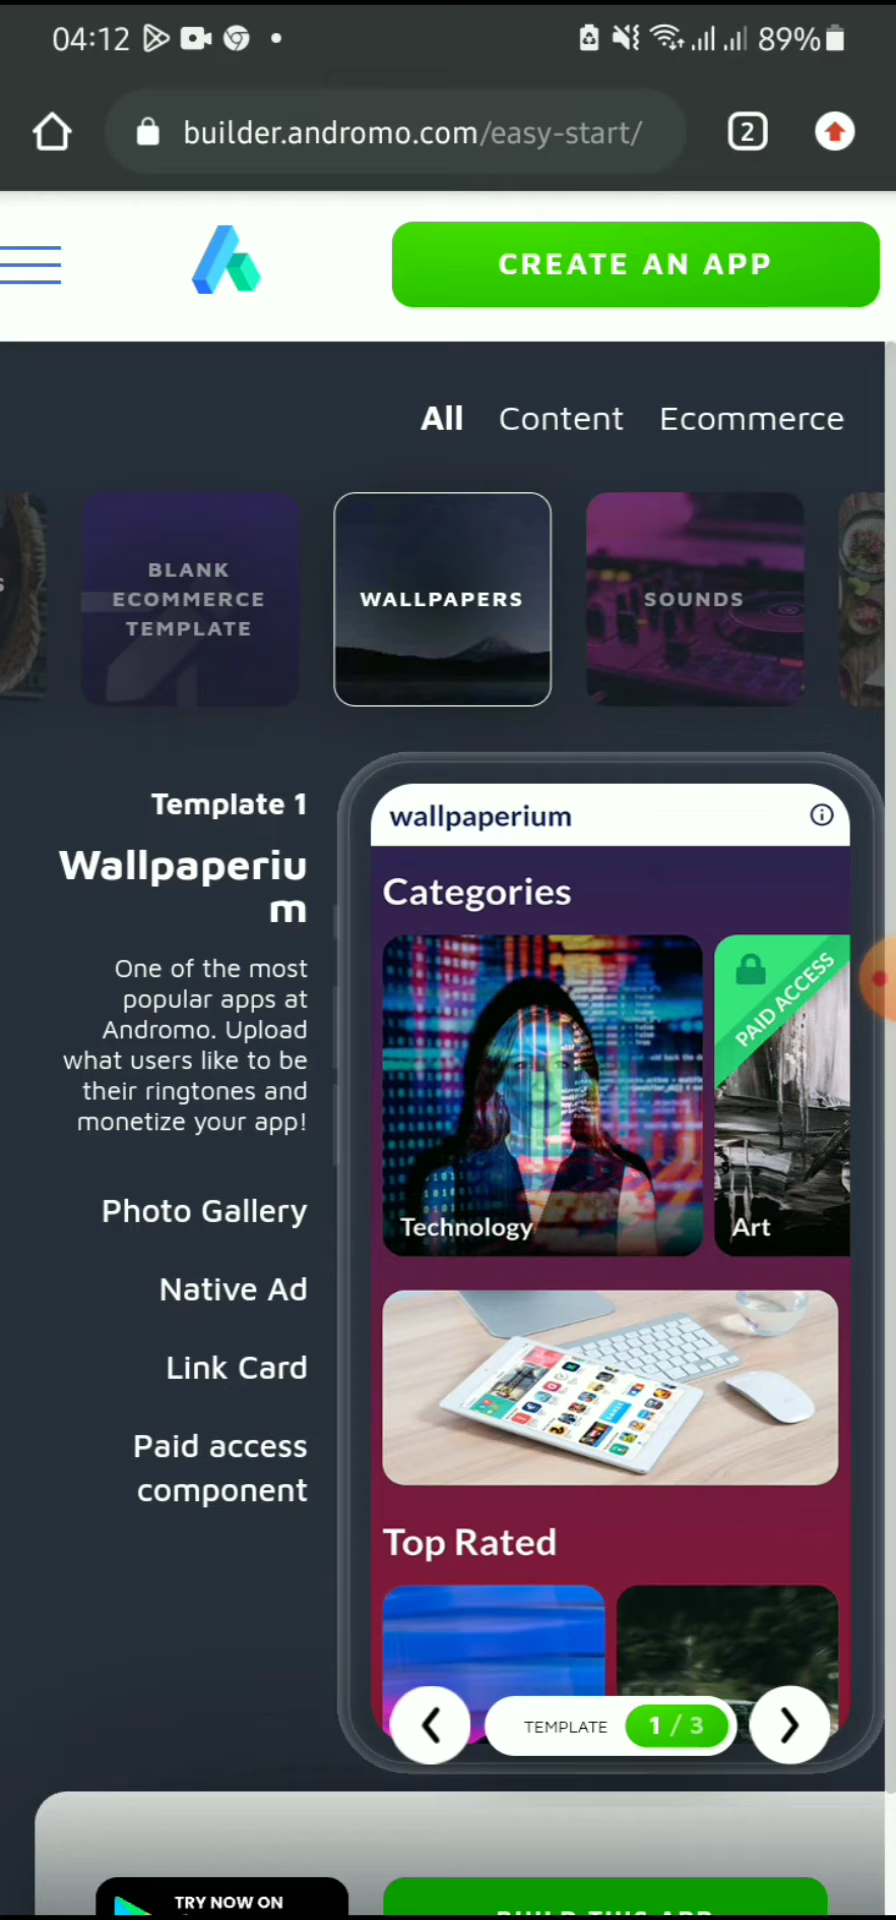 04:12
89%
builder.andromo.com/easy-start/
2
CREATE AN APP
All Content Ecommerce
S
BLANK
ECOMMERCE
TEMPLATE
WALLPAPERS
SOUNDS
Template 1
Wallpaperiu
m
One of the most
popular apps at
Andromo. Upload
what users like to be
their ringtones and
monetize your app!
Photo Gallery
Native Ad
Link Card
Paid access
component
wallpaperium
Categories
PAID ACCESS
Technology
Art
Top Rated
TEMPLATE 1 / 3
TRY NOW ON
BUILD THIS APP